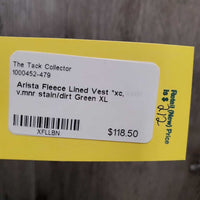 The Tack Collector
1000452-479
Arista Fleece Lined Vest *xc,
v.mnr stain/dirt Green XL
XFLLBN
$118.50
Retail (New) Price
is $